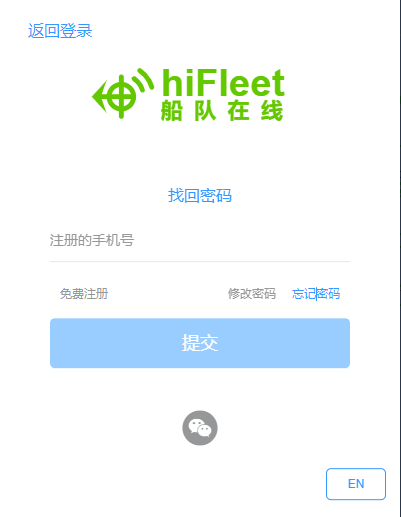 返回登录
hiFleet
船队在线
找回密码
注册的手机号
免费注册 修改密码 忘记密码
提交
EN